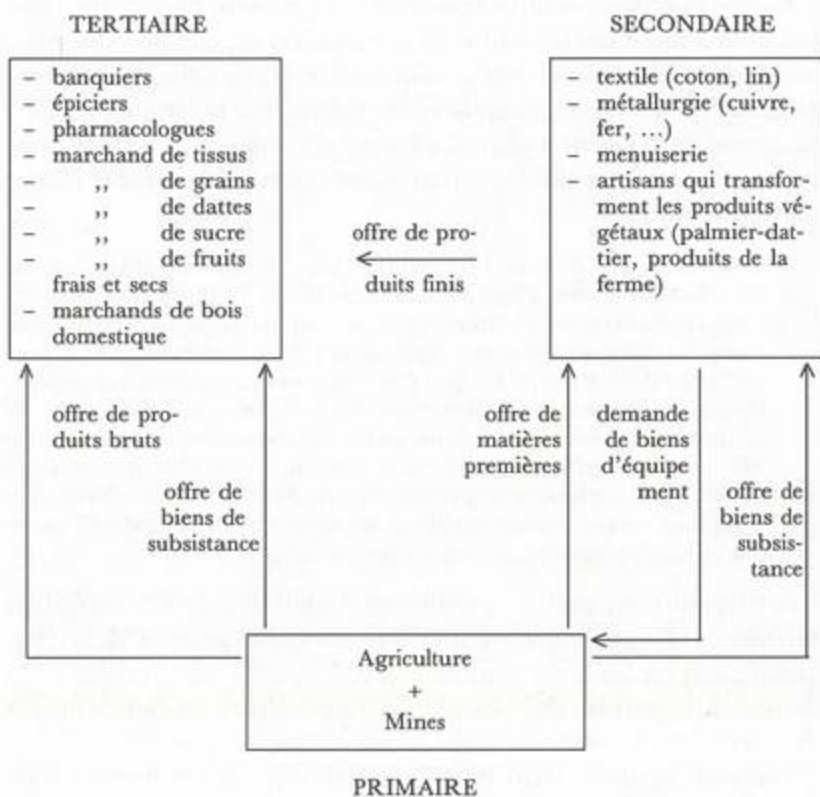 TERTIAIRE
– banquiers
– épiciers
– pharmacologues
– marchand de tissus
– ,, de grains
– ,, de dattes
– ,, de sucre
– ,, de fruits
frais et secs
– marchands de bois
domestique
offre de pro-
duits finis
SECONDAIRE
– textile (coton, lin)
– métallurgie (cuivre,
fer, ...)
– menuiserie
– artisans qui transfor-
ment les produits vé-
gétaux (palmier-dat-
tier, produits de la
ferme)
offre de pro-
duits bruts
offre de
biens de
subsistance
offre de
matières
premières
demande
de biens
d'équipe
ment
offre de
biens de
subsis-
tance
Agriculture
+
Mines
PRIMAIRE